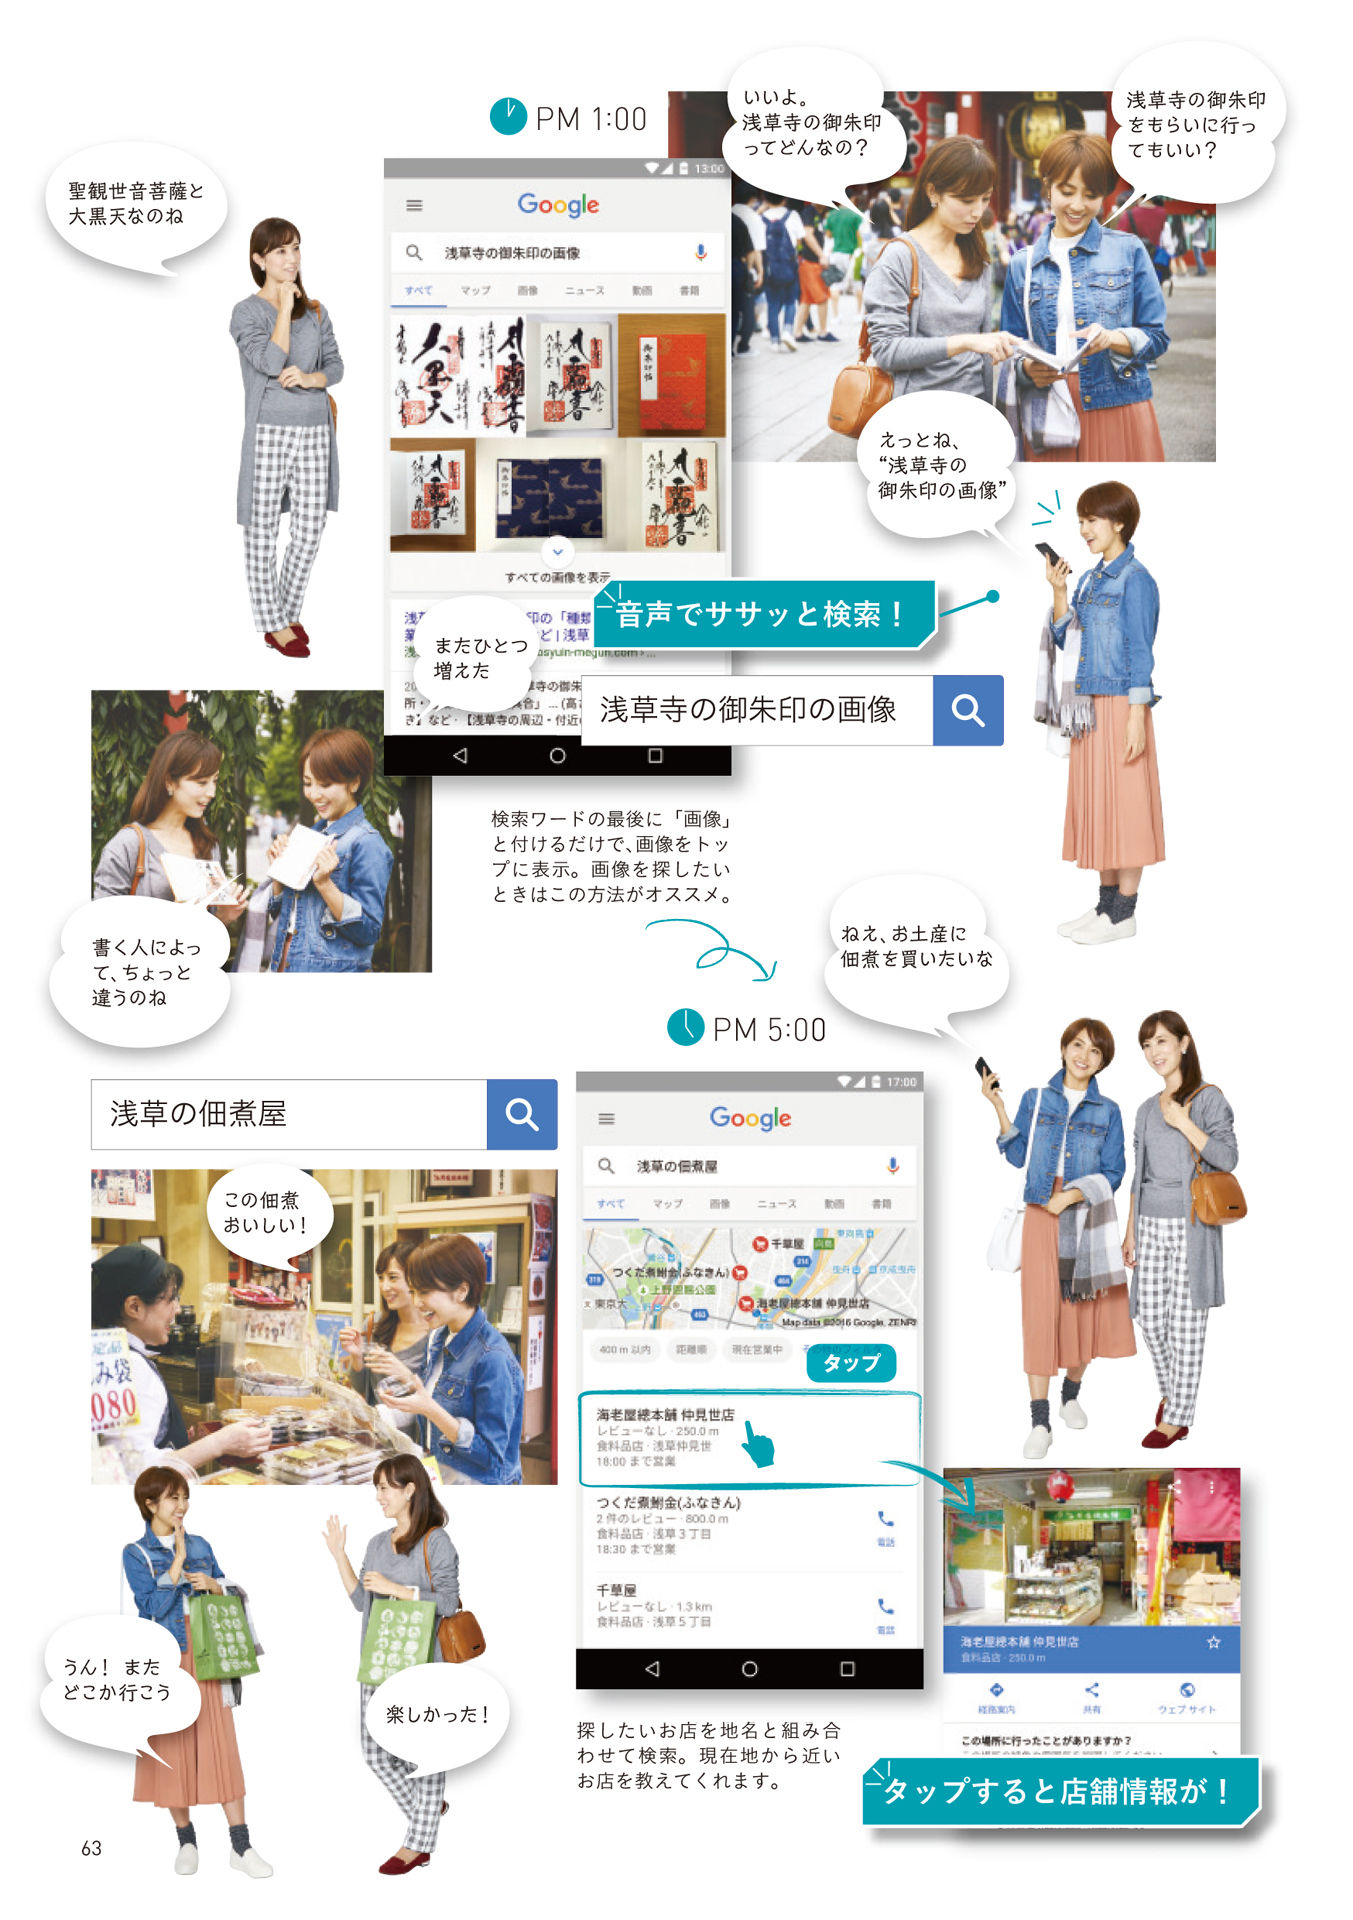 PM 1:00
浅草寺の御朱印
をもらいに行っ
てもいい?
いいよ。
浅草寺の御朱印
ってどんなの?
えっとね、
“浅草寺の
御朱印の画像”
聖観世音菩薩と
大黒天なのね
13:00
Google
浅草寺の御朱印の画像
すべて マップ 画像 ニュース 動画 書籍
すべての画像を表示
音声でササッと検索!
浅草寺の御朱印の画像
またひとつ
増えた
書く人によっ
て、ちょっと
違うのね
検索ワードの最後に「画像」
と付けるだけで、画像をトッ
プに表示。画像を探したい
ときはこの方法がオススメ。
PM 5:00
ねえ、お土産に
佃煮を買いたいな
浅草の佃煮屋
17:00
Google
浅草の佃煮屋
すべて マップ 画像 ニュース 動画 書籍
千草屋
つくだ煮鮒金(ふなきん)
上野恩賜公園
東京大
海老屋總本舗 仲見世店
Map data ©2016 Google, ZENRI
400 m 以内 距離順 現在営業中
タップ
海老屋總本舗 仲見世店
レビューなし · 250.0 m
食料品店 · 浅草仲見世
18:00 まで営業
つくだ煮鮒金(ふなきん)
2 件のレビュー · 800.0 m
食料品店 · 浅草3丁目
18:30 まで営業
電話
千草屋
レビューなし · 1.3 km
食料品店 · 浅草5丁目
電話
海老屋總本舗 仲見世店
食料品店 · 250.0 m
経路案内 共有 ウェブ サイト
この場所に行ったことがありますか?
タップすると店舗情報が!
探したいお店を地名と組み合
わせて検索。現在地から近い
お店を教えてくれます。
この佃煮
おいしい!
み袋
080
楽しかった!
うん! また
どこか行こう
63